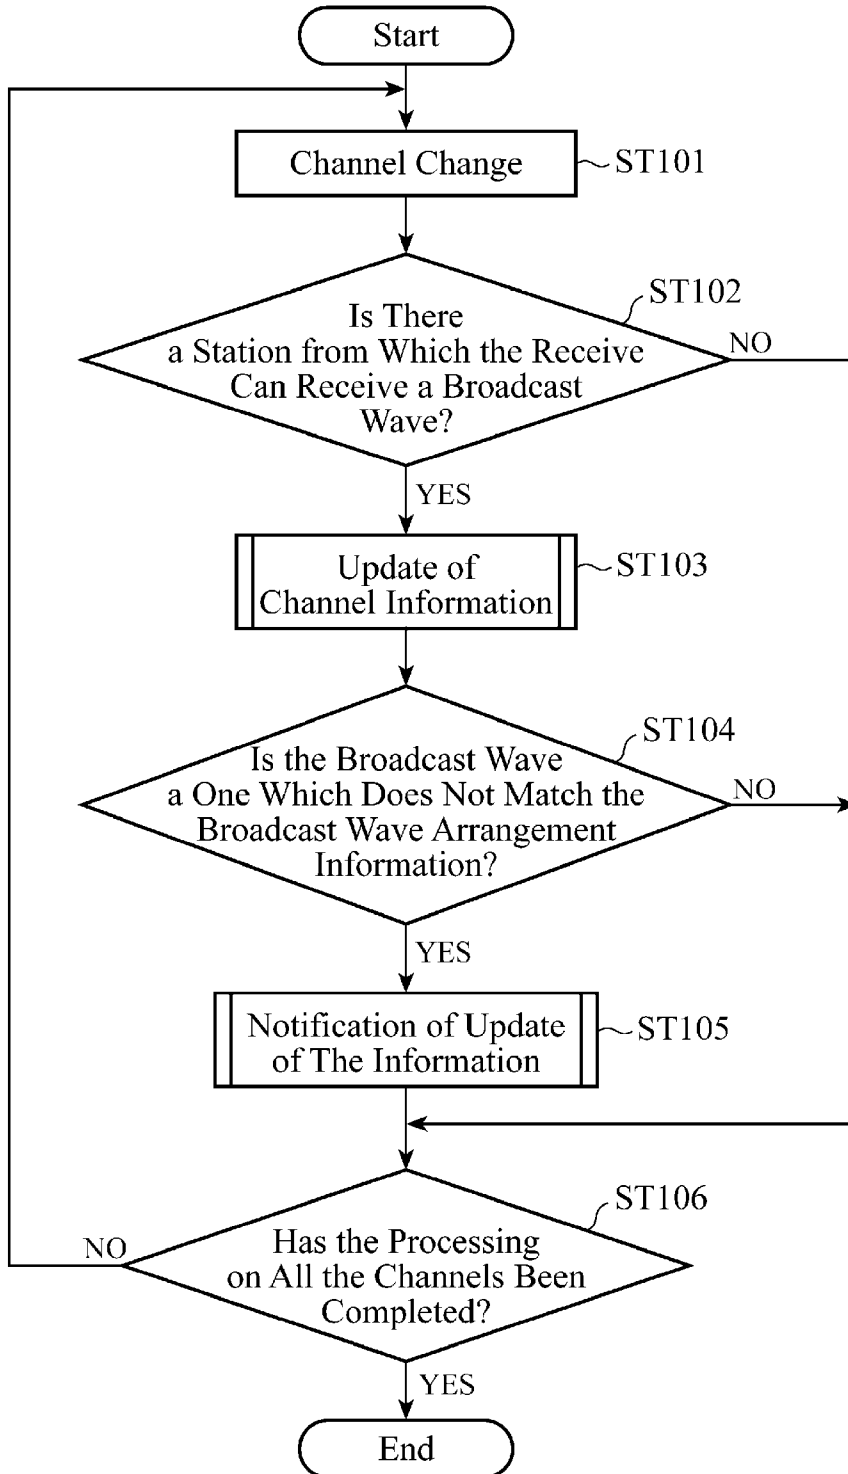 Start
Channel Change
ST101
ST102
Is There
a Station from Which the Receive
Can Receive a Broadcast
Wave?
NO
YES
Update of
Channel Information
ST103
ST104
Is the Broadcast Wave
a One Which Does Not Match the
Broadcast Wave Arrangement
Information?
NO
YES
Notification of Update
of The Information
ST105
ST106
Has the Processing
on All the Channels Been
Completed?
NO
YES
End